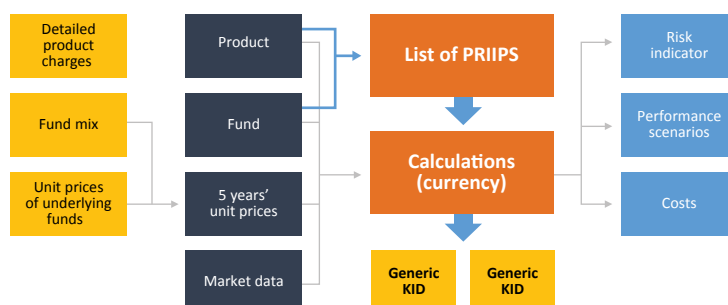 Detailed
product
charges
Product
List of PRIIPS
Risk
indicator
Fund mix
Fund
Calculations
(currency)
Performance
scenarios
Unit prices
of underlying
funds
5 years’
unit prices
Costs
Market data
Generic
KID
Generic
KID